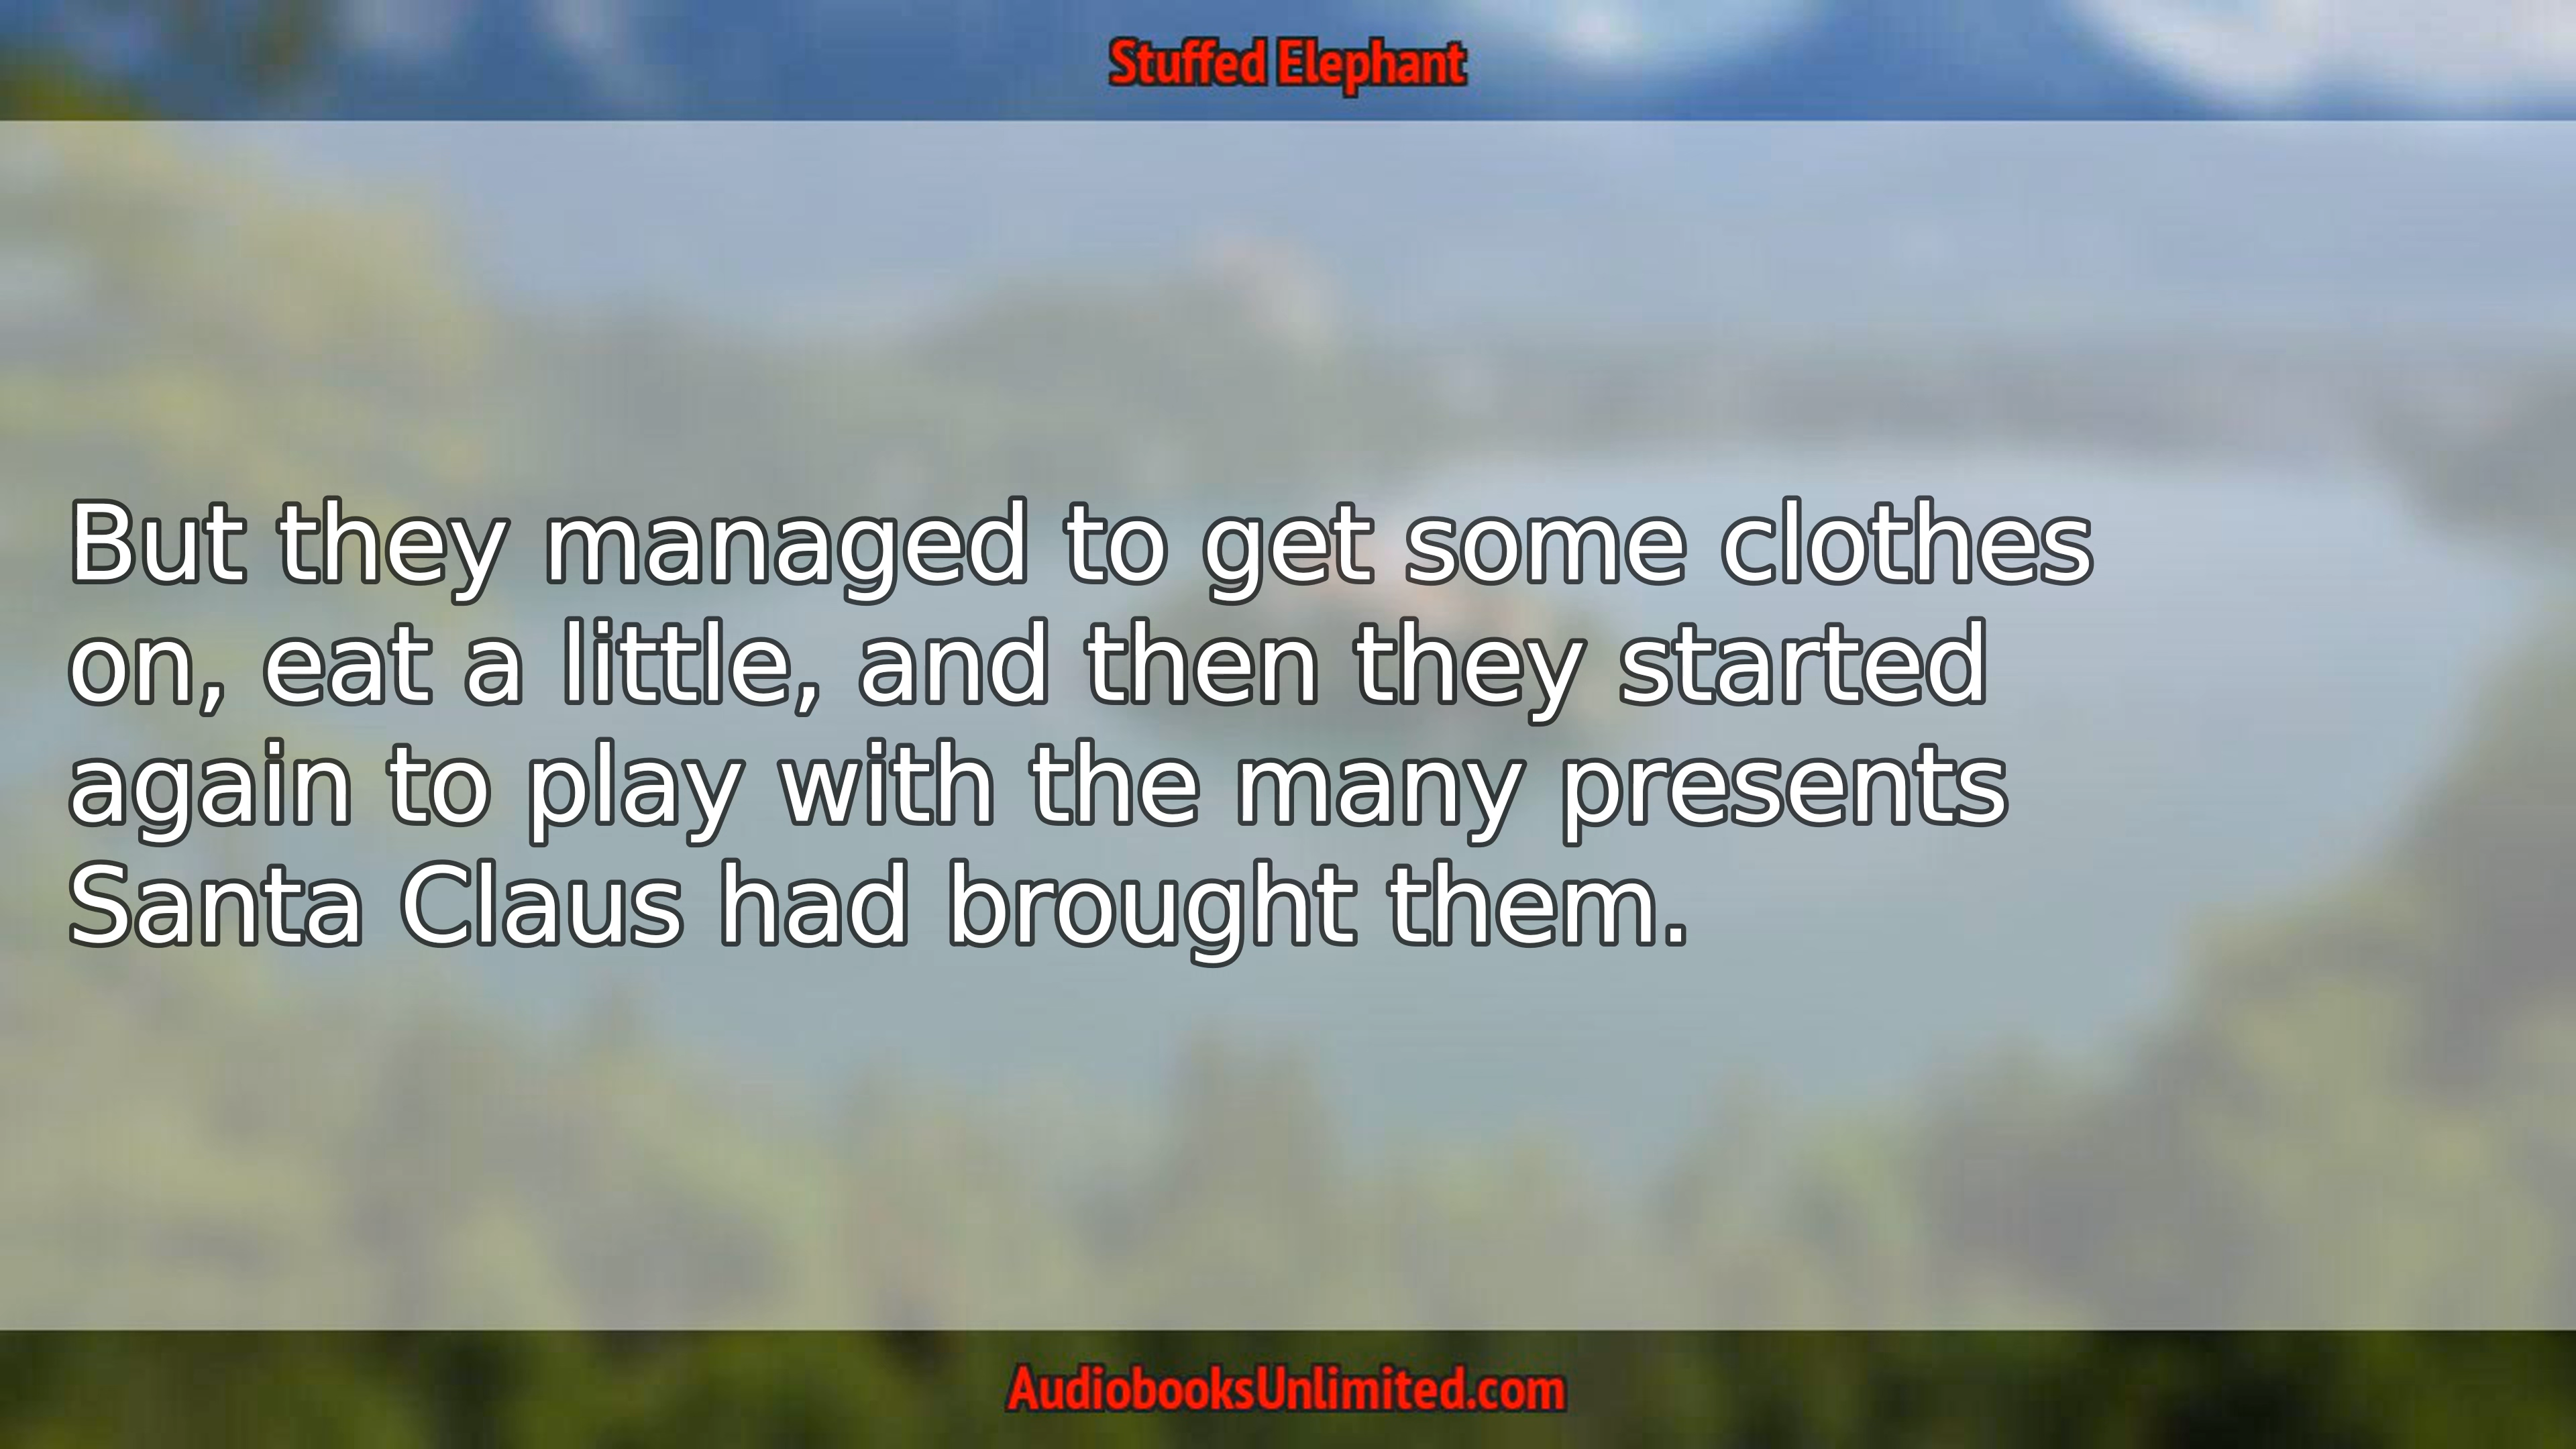 Stuffed Elephant
But they managed to get some clothes
on, eat a little, and then they started
again to play with the many presents
Santa Claus had brought them.
AudiobooksUnlimited.com